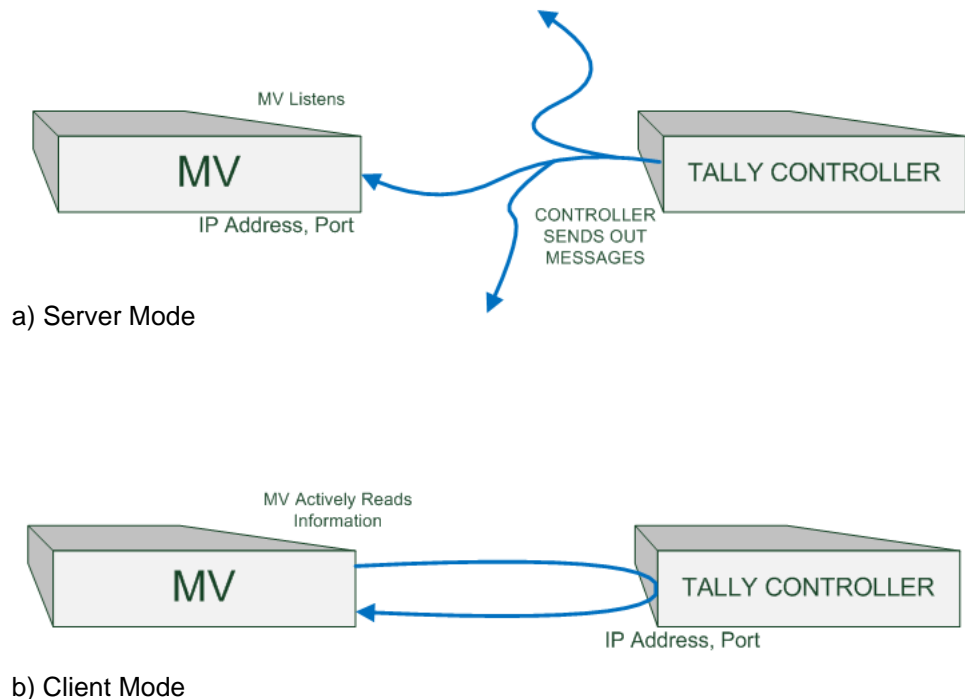 MV Listens
MV
TALLY CONTROLLER
IP Address, Port
CONTROLLER
SENDS OUT
MESSAGES
a) Server Mode
MV Actively Reads
Information
MV
TALLY CONTROLLER
IP Address, Port
b) Client Mode